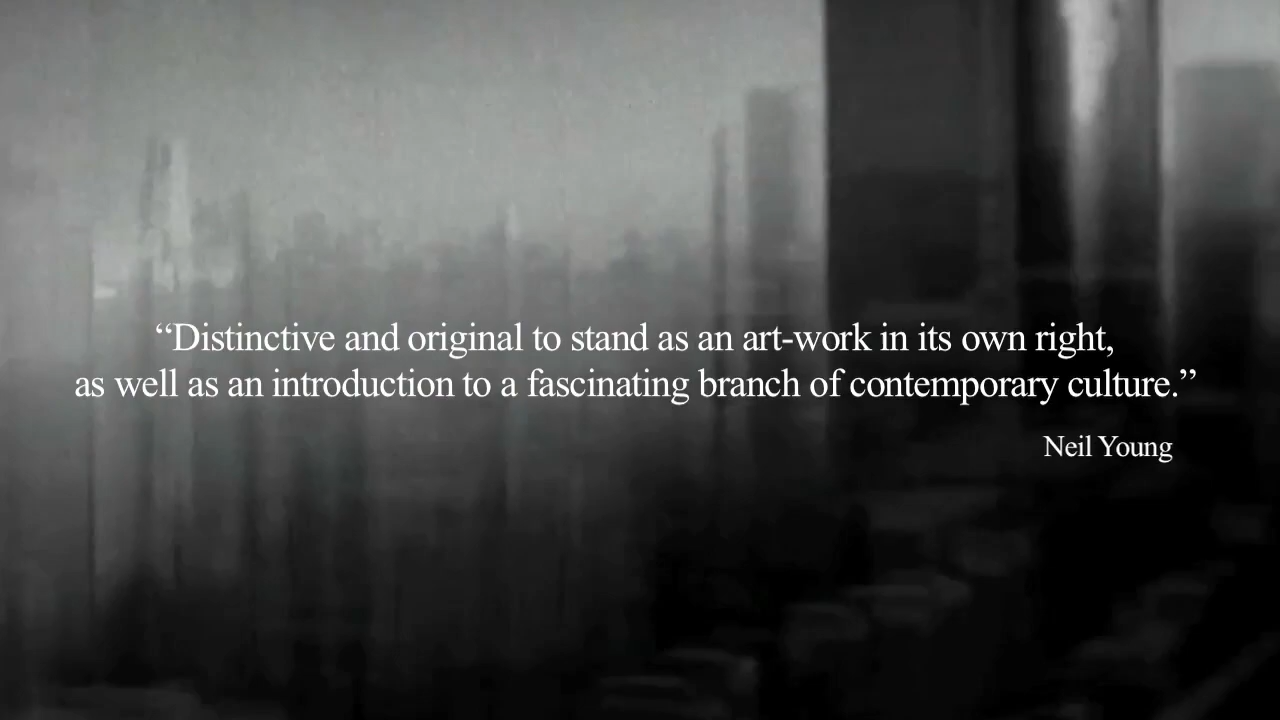 “Distinctive and original to stand as an art-work in its own right,
as well as an introduction to a fascinating branch of contemporary culture.”
Neil Young